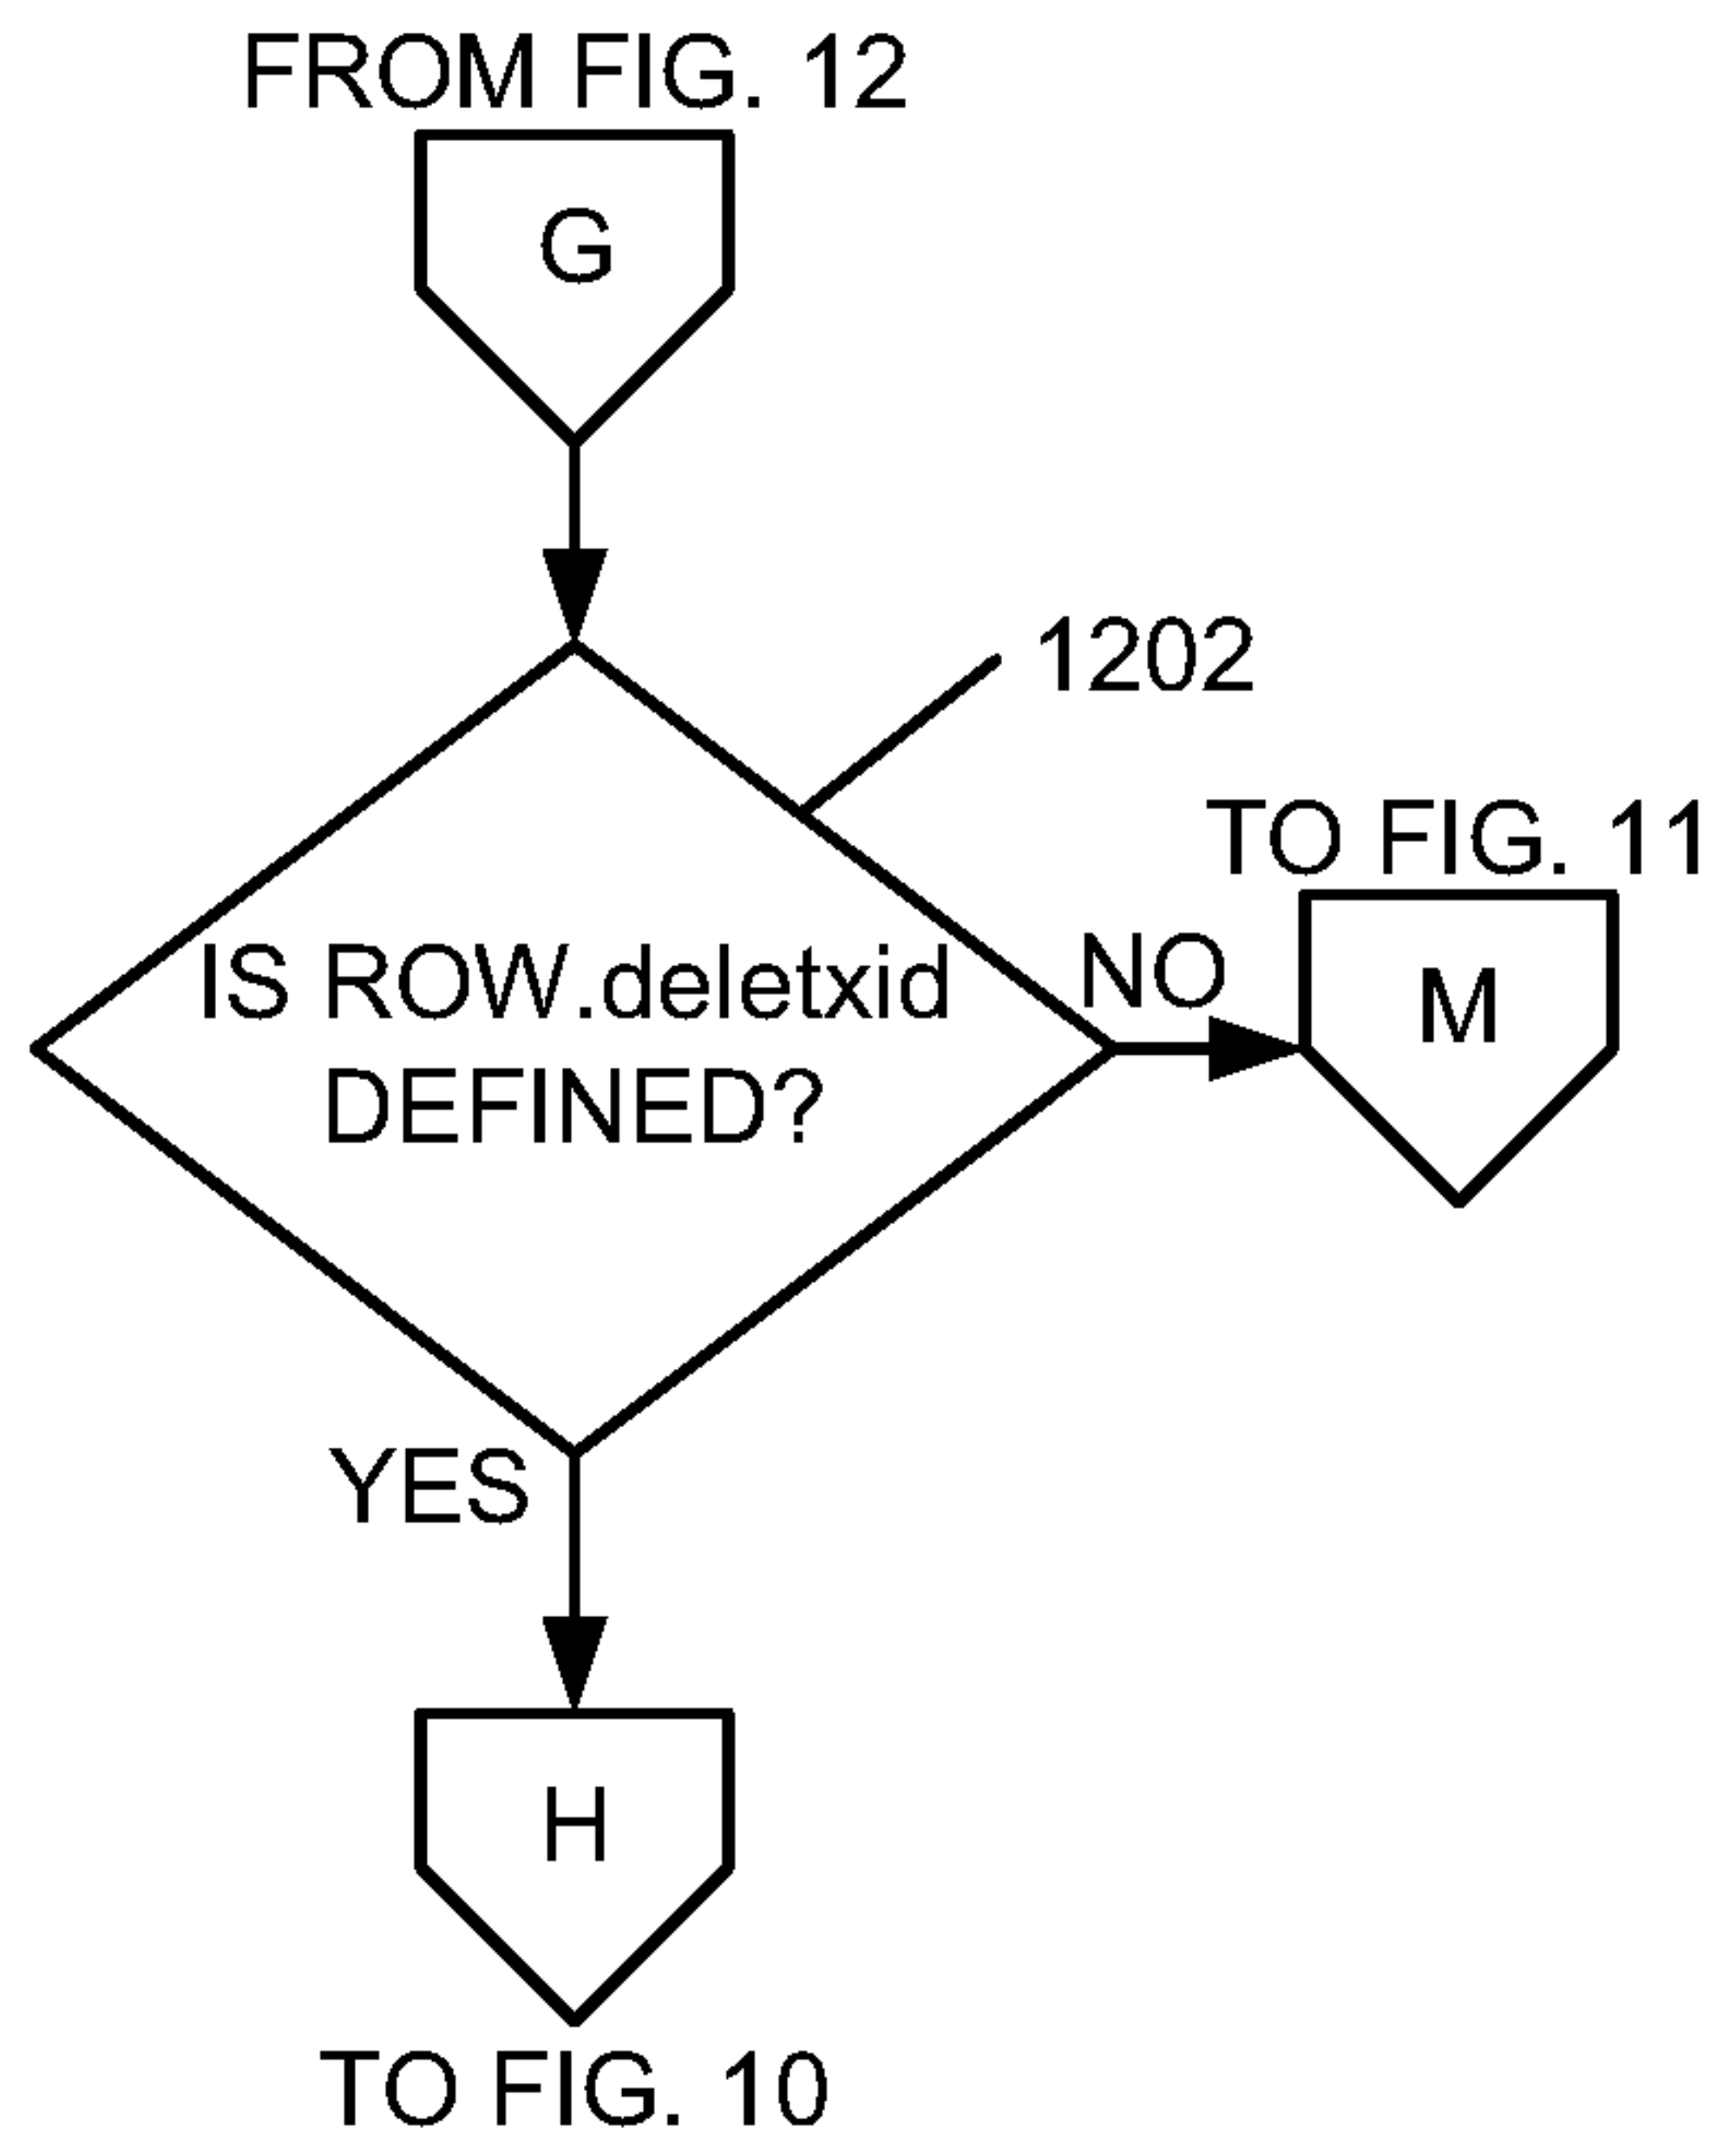 FROM FIG. 12
G
1202
TO FIG. 11
IS ROW.deletxid
DEFINED?
NO
M
YES
H
TO FIG. 10